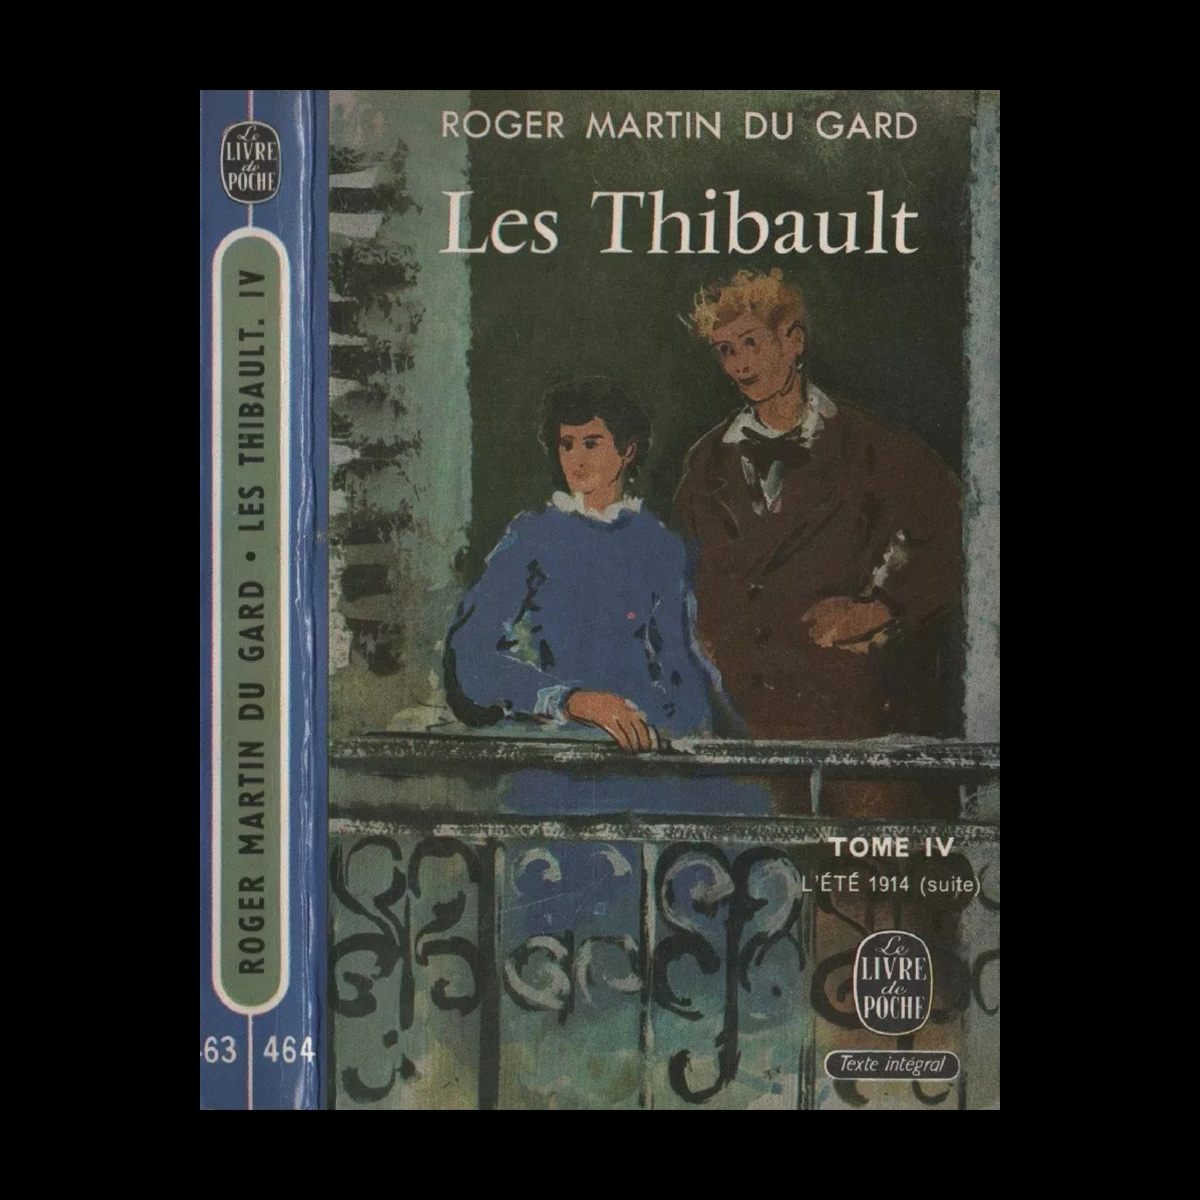 Le
LIVRE
de
POCHE
ROGER MARTIN DU GARD • LES THIBAULT. IV
63 464
ROGER MARTIN DU GARD
Les Thibault
TOME IV
L'ÉTÉ 1914 (suite)
Le
LIVRE
de
POCHE
Texte intégral